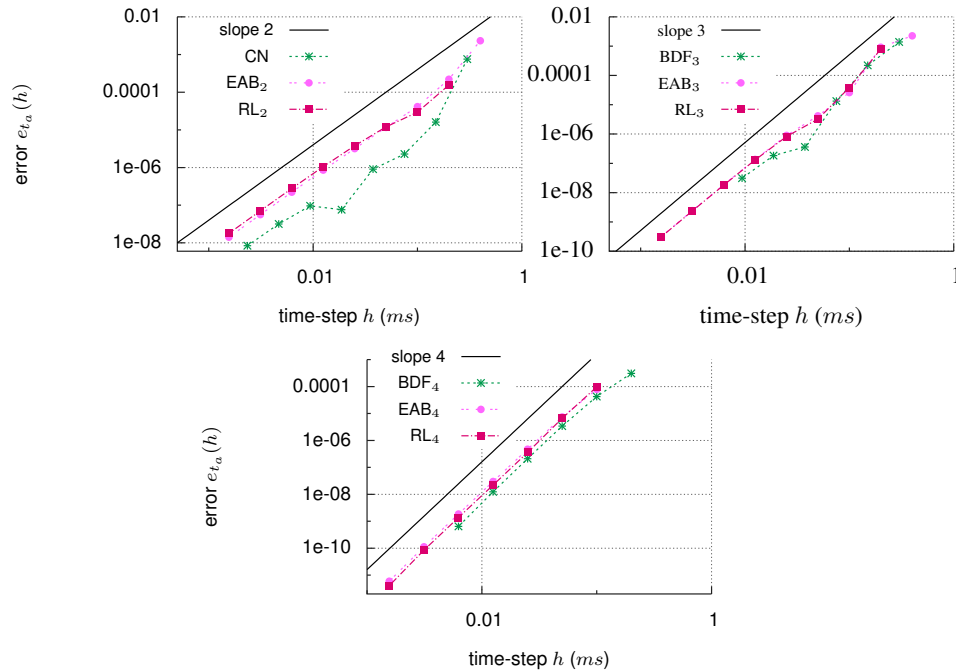 0.01
0.0001
1e-06
1e-08
0.01
1
error e_{t_a}(h)
time-step h (ms)
slope 2
CN
EAB₂
RL₂
0.01
0.0001
1e-06
1e-08
1e-10
0.01
1
time-step h (ms)
slope 3
BDF₃
EAB₃
RL₃
0.0001
1e-06
1e-08
1e-10
0.01
1
error e_{t_a}(h)
time-step h (ms)
slope 4
BDF₄
EAB₄
RL₄